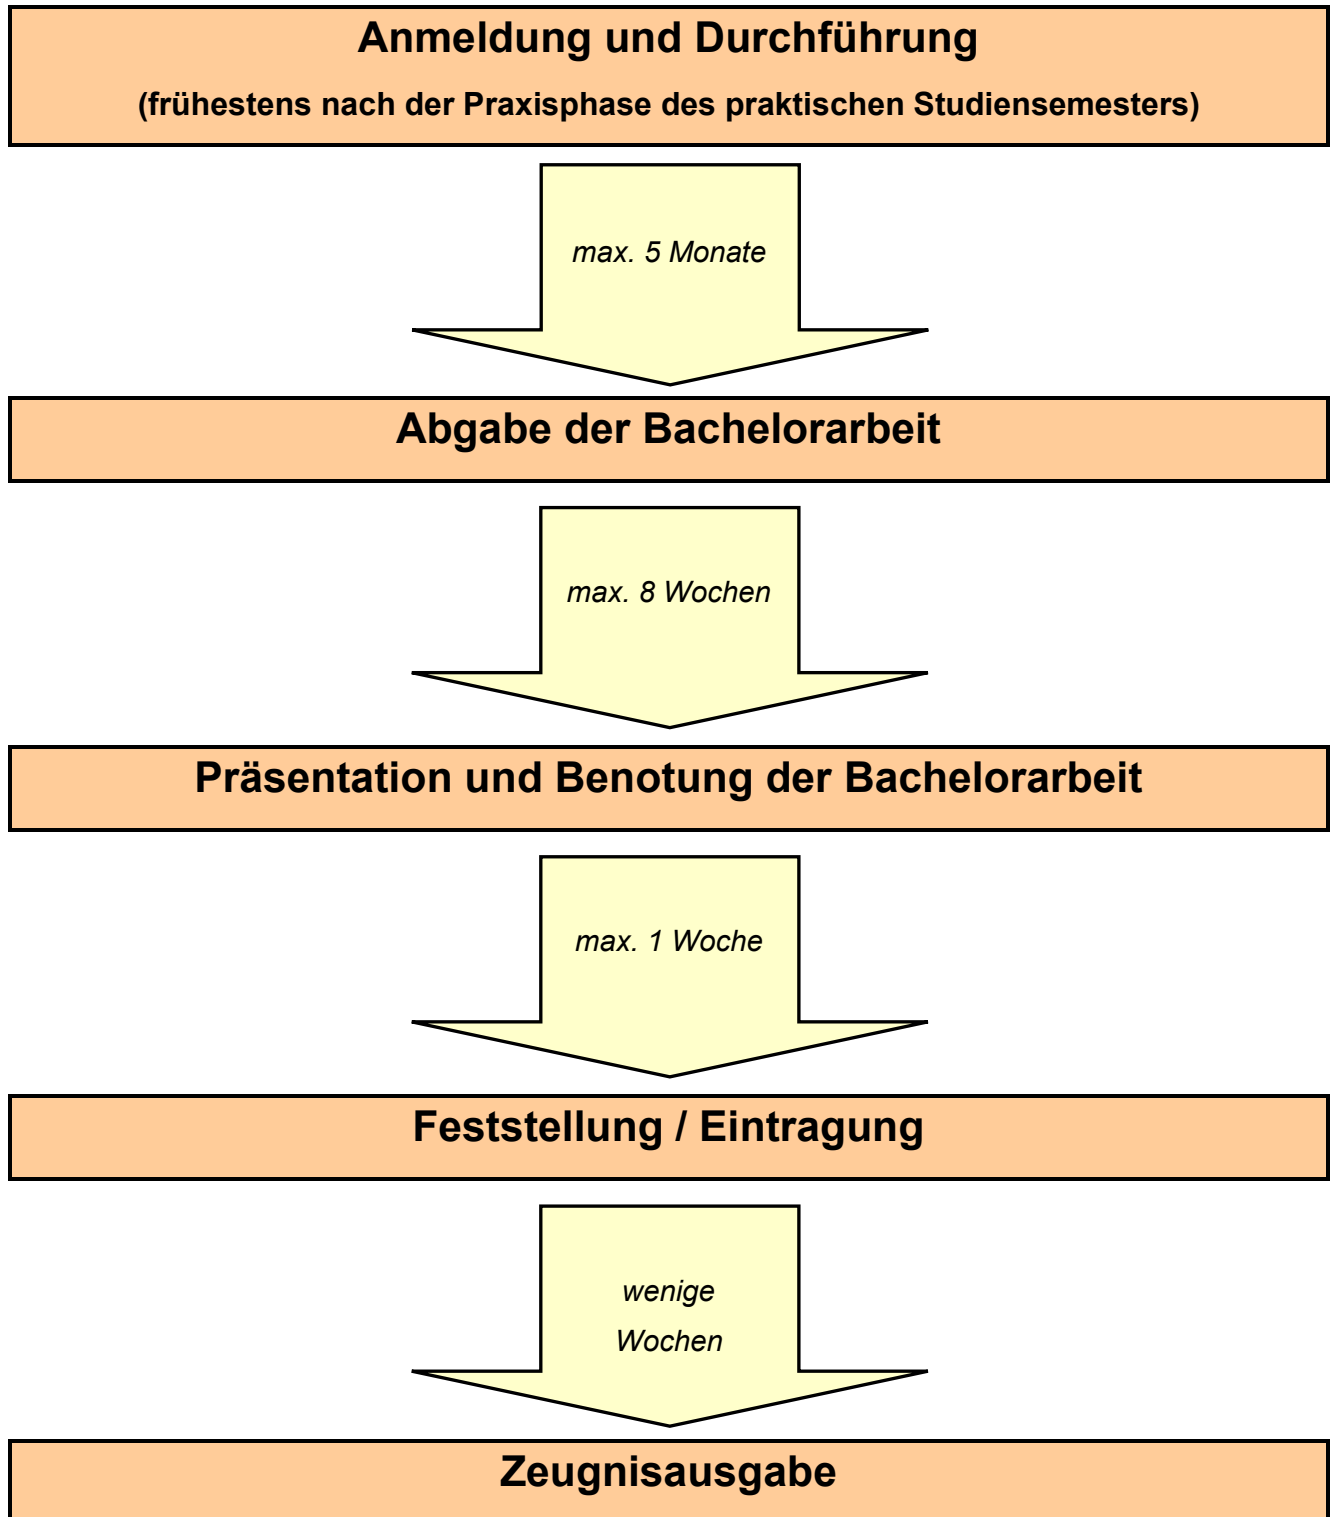 Anmeldung und Durchführung
(frühestens nach der Praxisphase des praktischen Studiensemesters)
max. 5 Monate
Abgabe der Bachelorarbeit
max. 8 Wochen
Präsentation und Benotung der Bachelorarbeit
max. 1 Woche
Feststellung / Eintragung
wenige
Wochen
Zeugnisausgabe